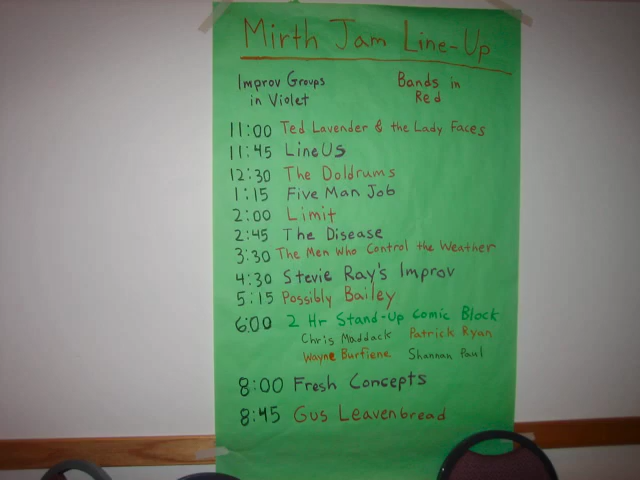 Mirth Jam Line-Up
Improv Groups in Violet
Bands in Red
11:00 Ted Lavender & the Lady Faces
11:45 LineUs
12:30 The Doldrums
1:15 Five Man Job
2:00 Limit
2:45 The Disease
3:30 The Men Who Control the Weather
4:30 Stevie Ray's Improv
5:15 Possibly Bailey
6:00 2 Hr Stand-Up Comic Block
Chris Maddack Patrick Ryan
Wayne Burfiene Shannan Paul
8:00 Fresh Concepts
8:45 Gus Leavenbread